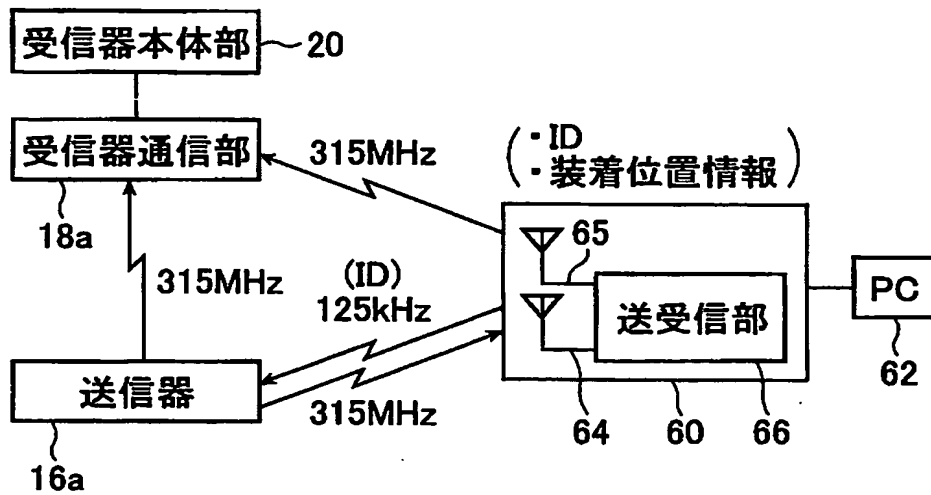 受信器本体部
20
受信器通信部
18a
315MHz
・ID
・装着位置情報
315MHz
(ID)
125kHz
315MHz
送信器
16a
65
送受信部
64
60
66
PC
62